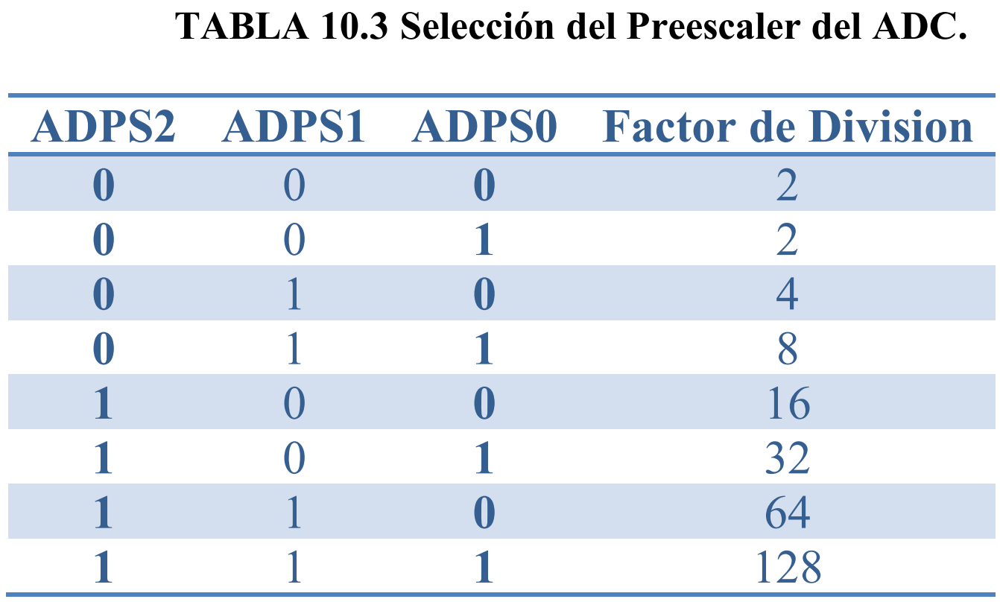 TABLA 10.3 Selección del Preescaler del ADC.
ADPS2 ADPS1 ADPS0 Factor de Division
0 0 0 2
0 0 1 2
0 1 0 4
0 1 1 8
1 0 0 16
1 0 1 32
1 1 0 64
1 1 1 128